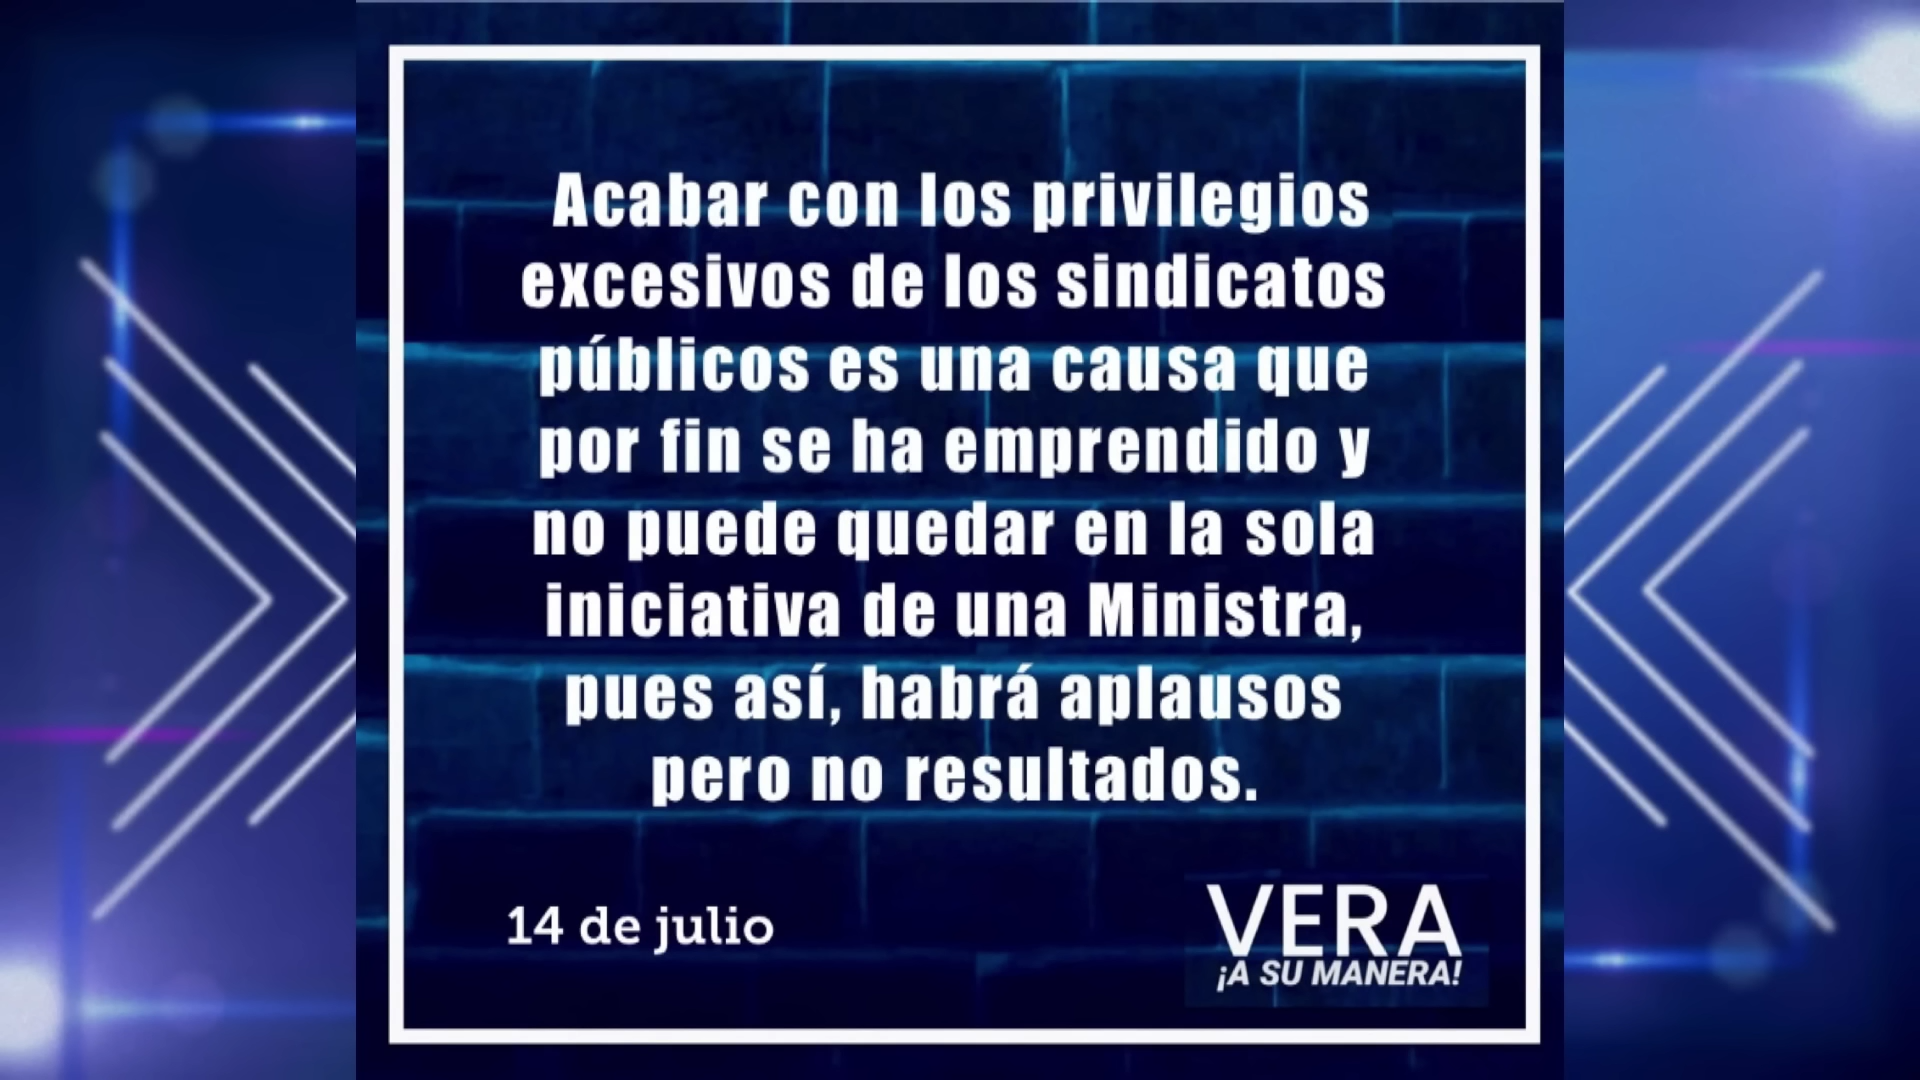 Acabar con los privilegios
excesivos de los sindicatos
públicos es una causa que
por fin se ha emprendido y
no puede quedar en la sola
iniciativa de una Ministra,
pues así, habrá aplausos
pero no resultados.
14 de julio
VERA
¡A SU MANERA!